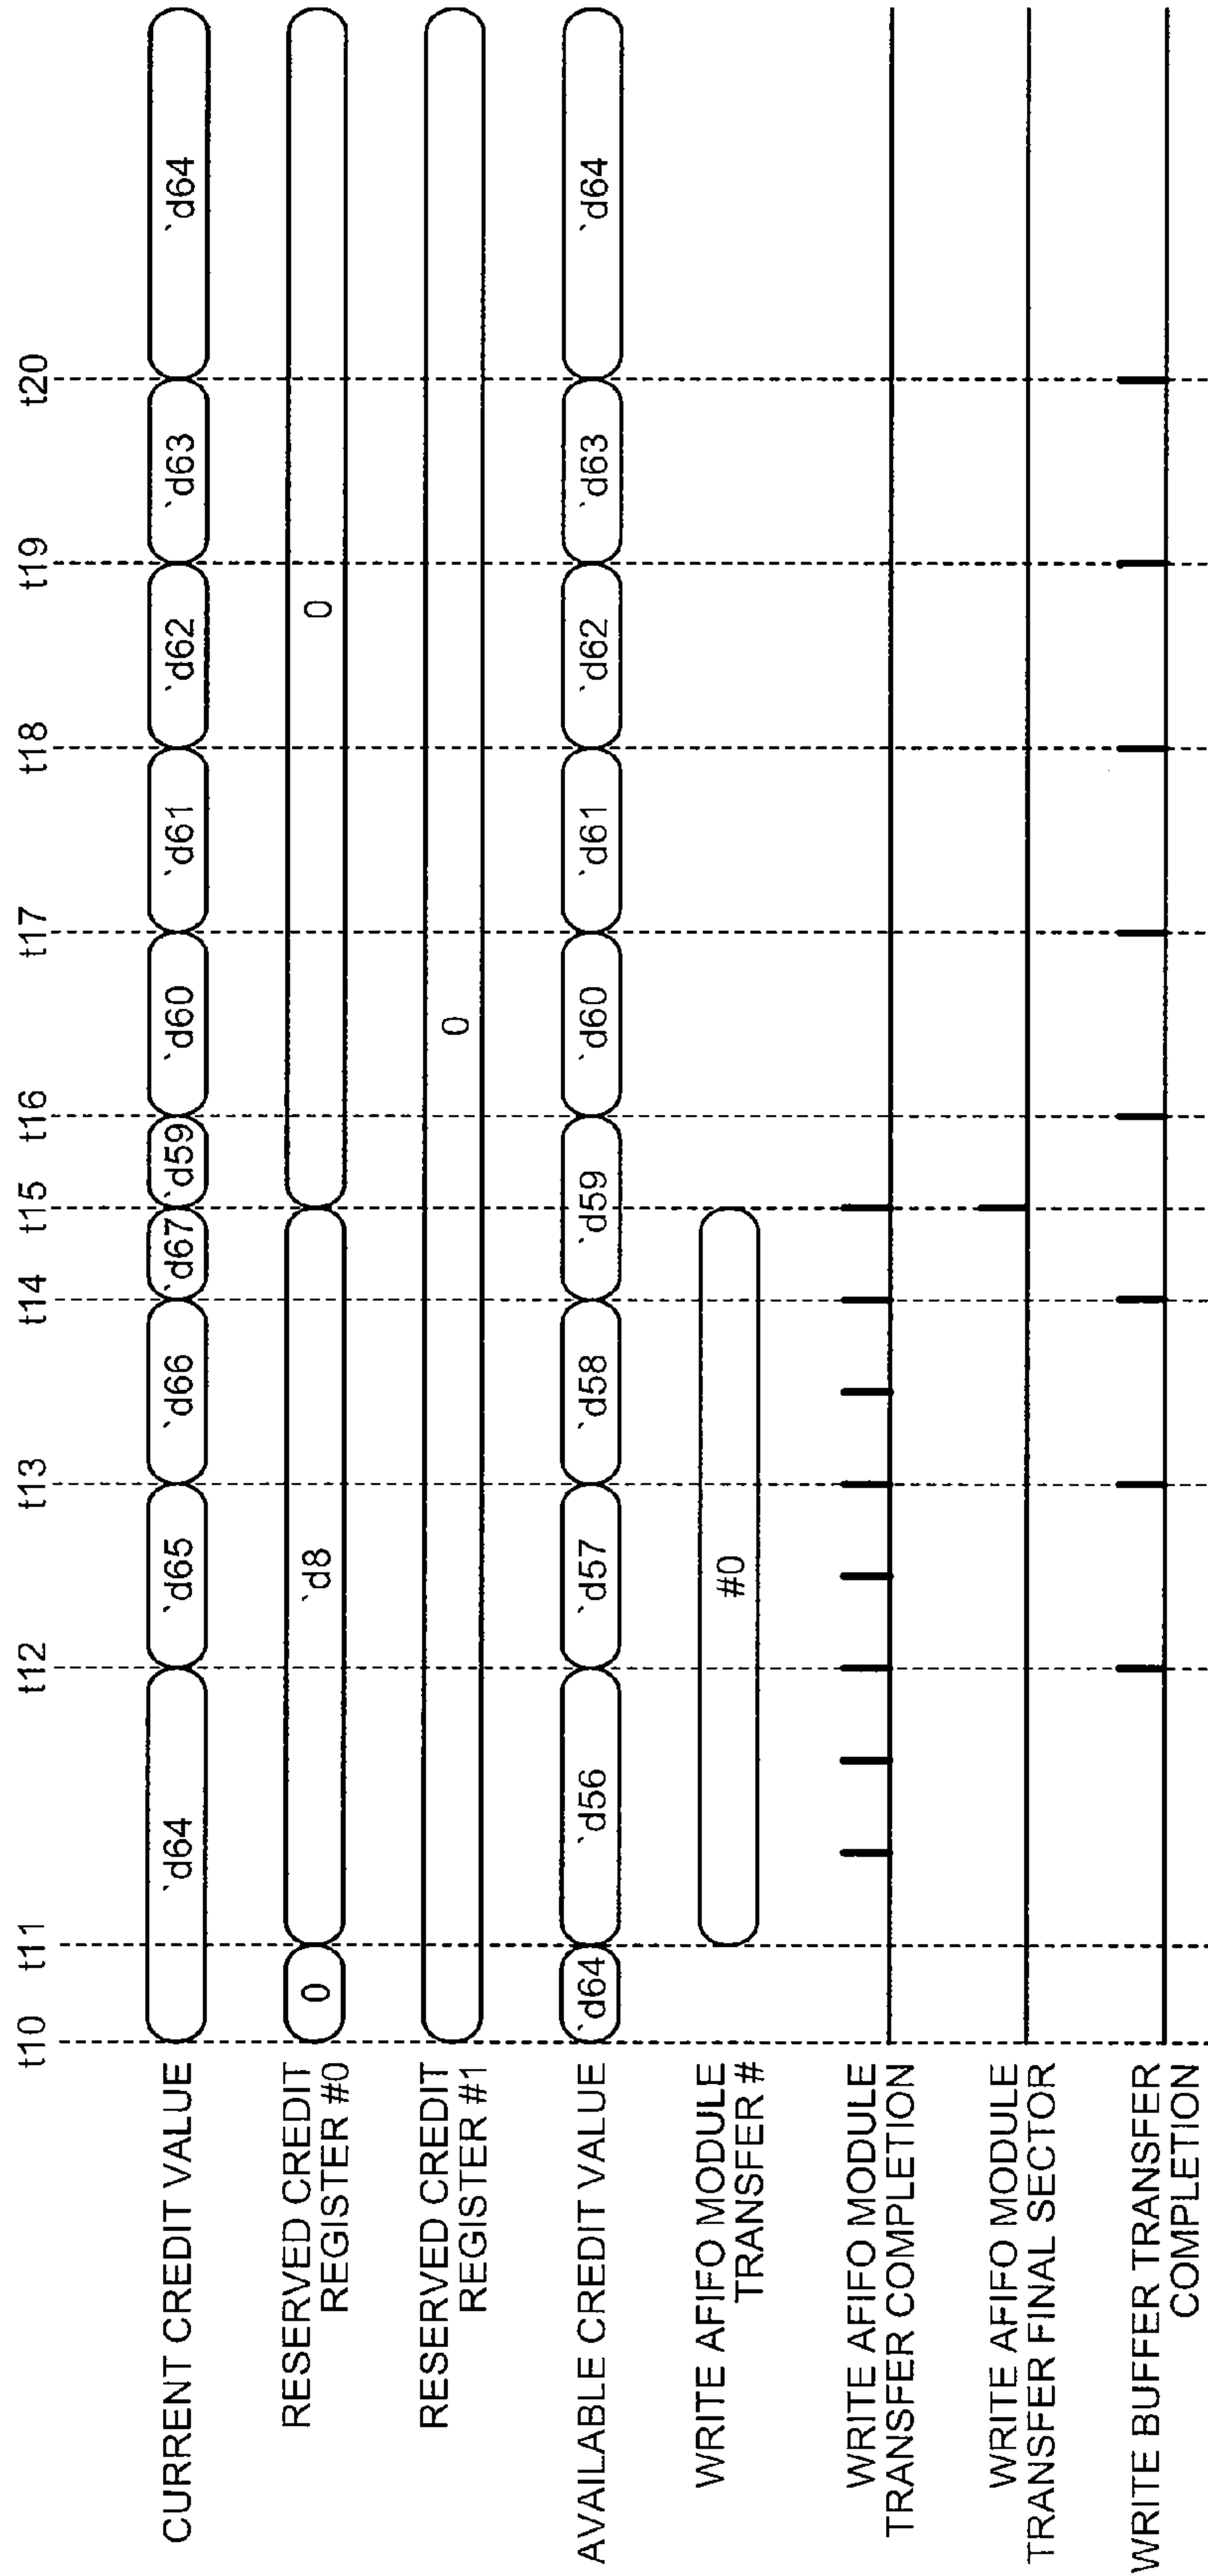 t10 t11 t12 t13 t14 t15 t16 t17 t18 t19 t20
CURRENT CREDIT VALUE `d64 `d65 `d66 `d67 `d59 `d60 `d61 `d62 `d63 `d64
RESERVED CREDIT
REGISTER #0 0 `d8 0
RESERVED CREDIT
REGISTER #1 0
AVAILABLE CREDIT VALUE `d64 `d56 `d57 `d58 `d59 `d60 `d61 `d62 `d63 `d64
WRITE AFIFO MODULE
TRANSFER # #0
WRITE AFIFO MODULE
TRANSFER COMPLETION
WRITE AFIFO MODULE
TRANSFER FINAL SECTOR
WRITE BUFFER TRANSFER
COMPLETION